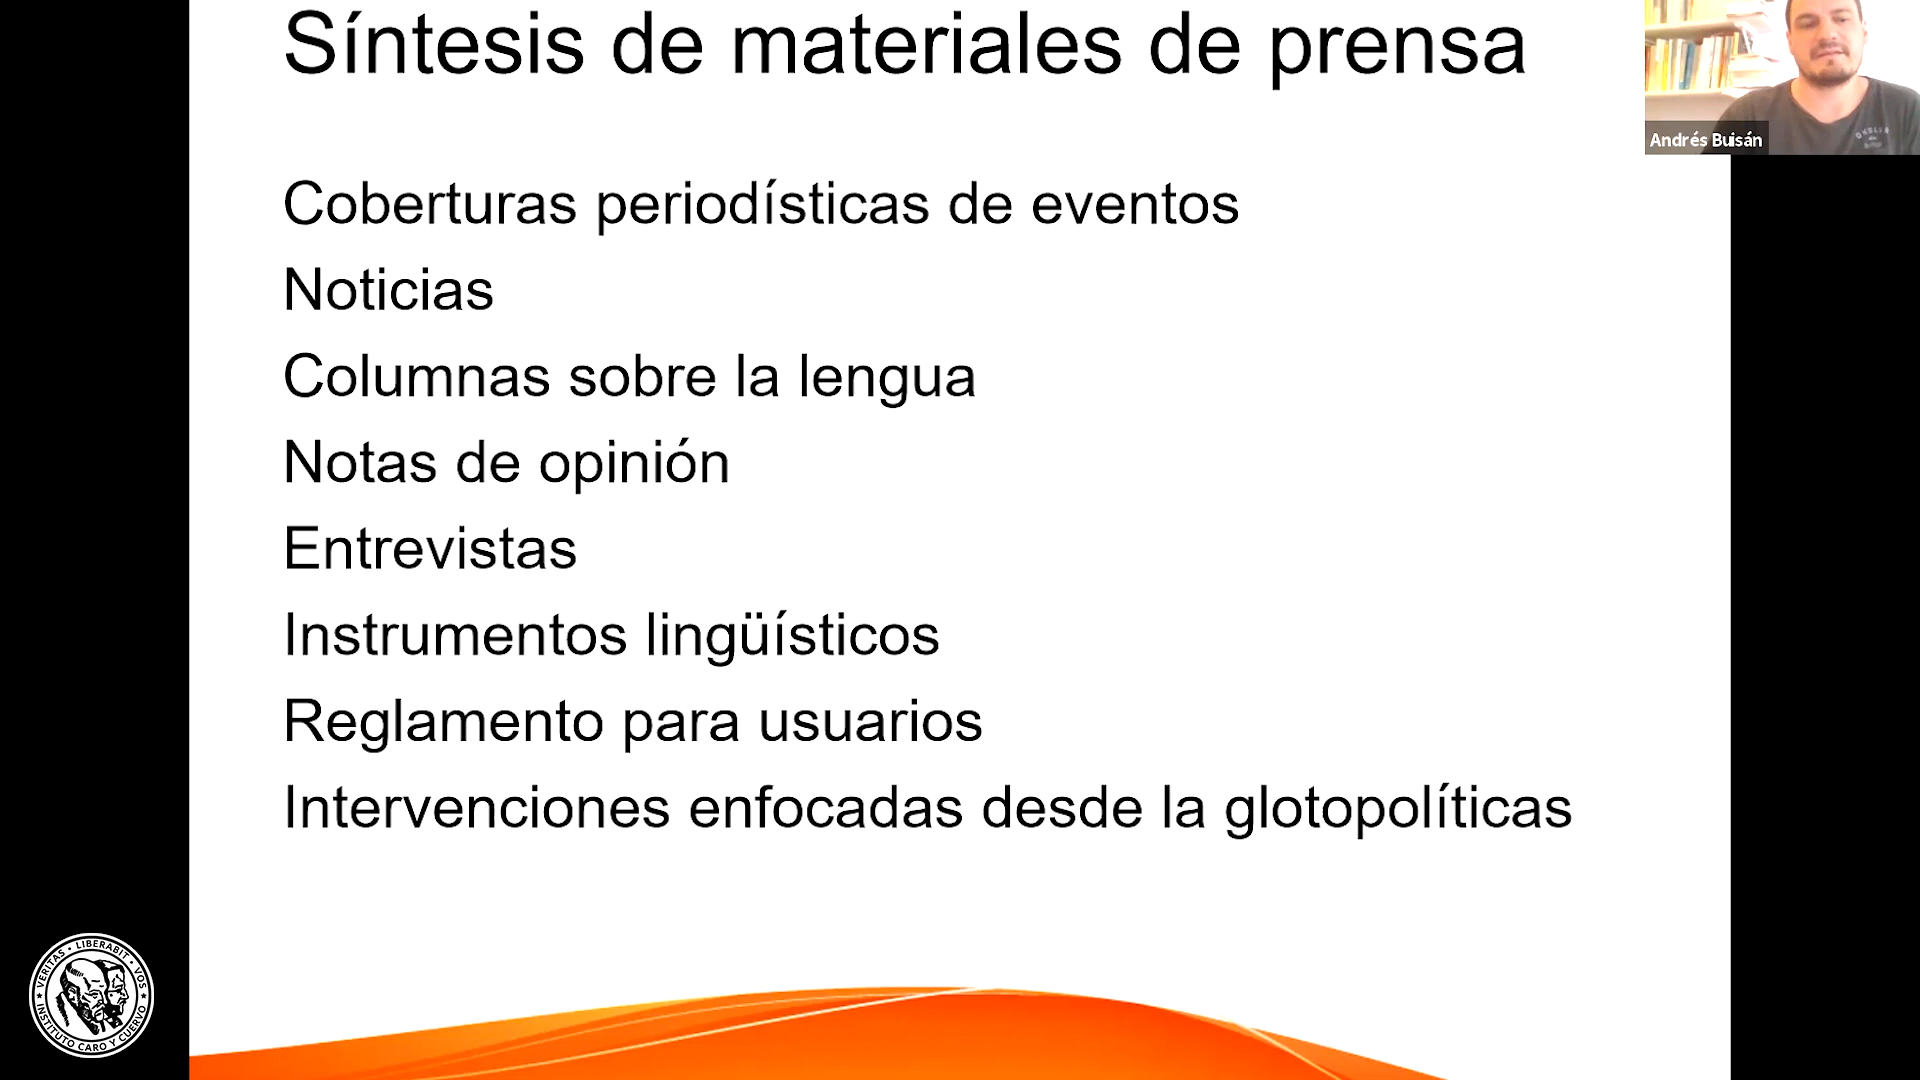 Síntesis de materiales de prensa
Andrés Buisán
Coberturas periodísticas de eventos
Noticias
Columnas sobre la lengua
Notas de opinión
Entrevistas
Instrumentos lingüísticos
Reglamento para usuarios
Intervenciones enfocadas desde la glotopolíticas
VERITAS • LIBERABIT • VOS
INSTITUTO CARO Y CUERVO